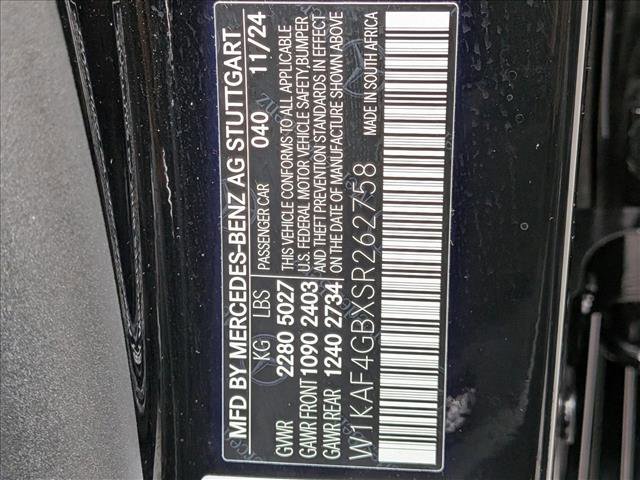 MFD BY MERCEDES-BENZ AG STUTTGART
KG LBS PASSENGER CAR 040 11/24
GVWR 2280 5027 THIS VEHICLE CONFORMS TO ALL APPLICABLE
U.S. FEDERAL MOTOR VEHICLE SAFETY,BUMPER
GAWR FRONT 1090 2403 AND THEFT PREVENTION STANDARDS IN EFFECT
GAWR REAR 1240 2734 ON THE DATE OF MANUFACTURE SHOWN ABOVE
W1KAF4GBXSR262758 MADE IN SOUTH AFRICA